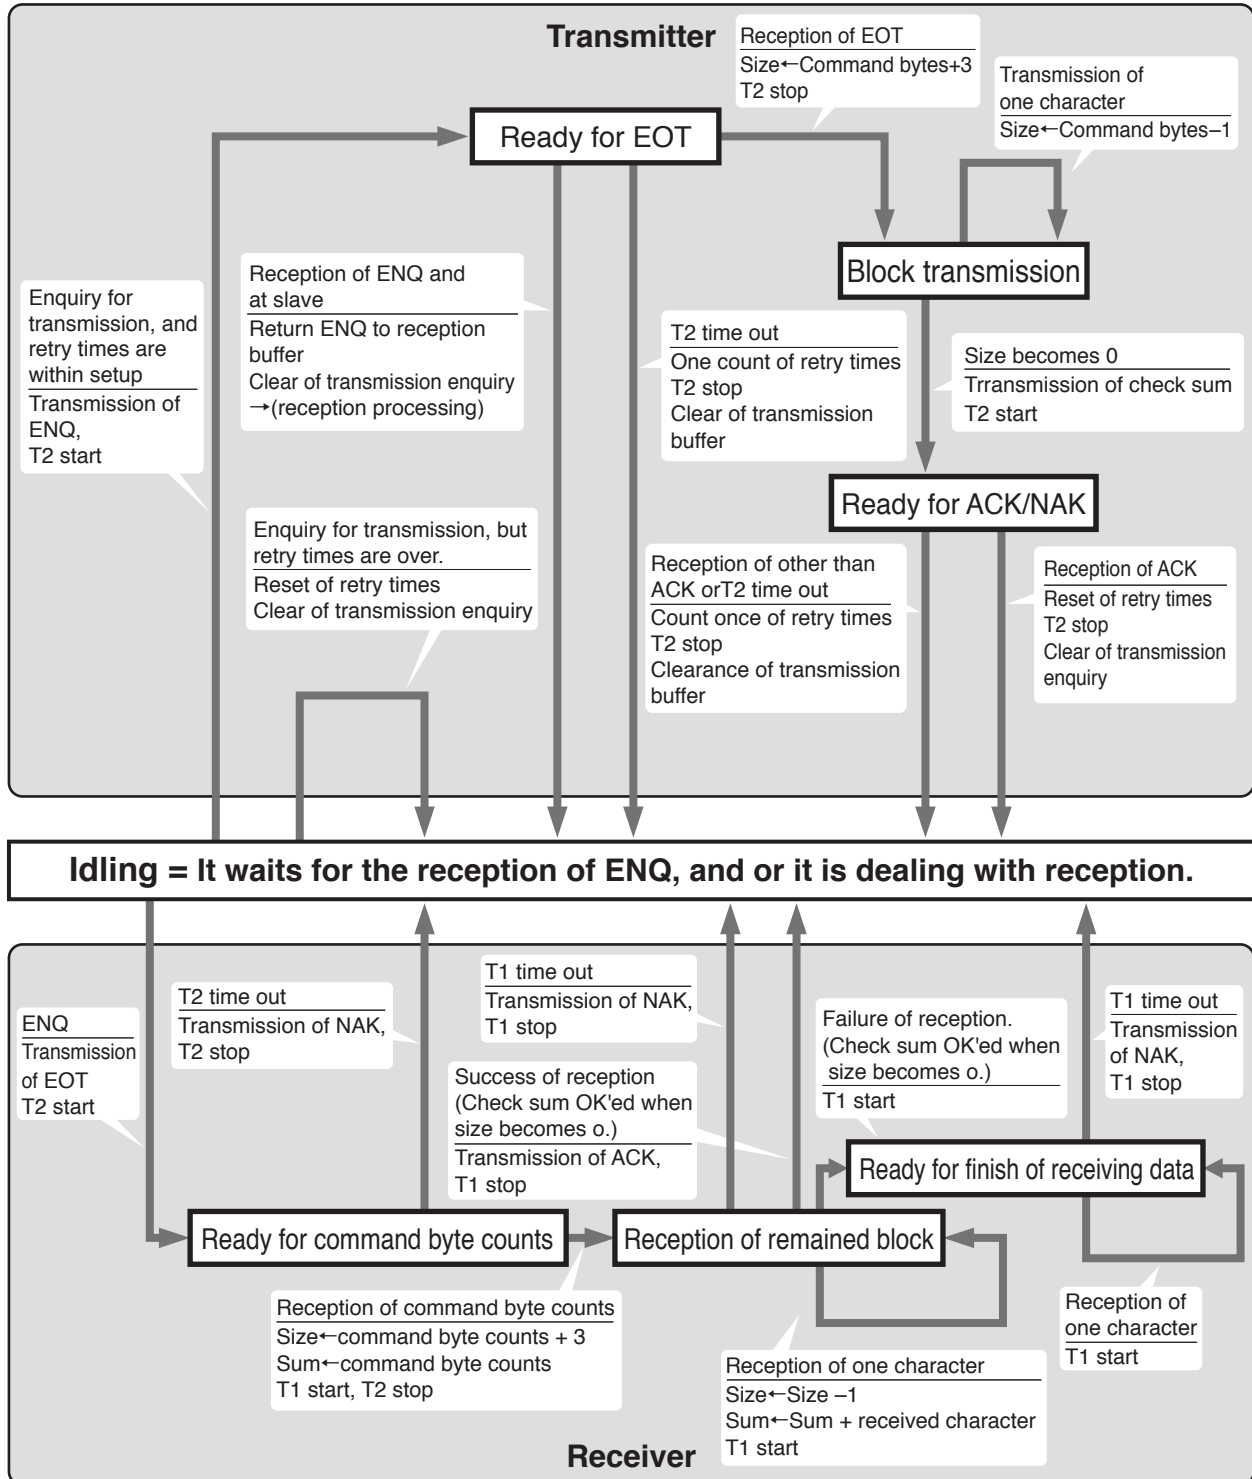 Transmitter
Reception of EOT
Size←Command bytes+3
T2 stop
Transmission of
one character
Size←Command bytes–1
Ready for EOT
Block transmission
Enquiry for
transmission, and
retry times are
within setup
Transmission of
ENQ,
T2 start
Reception of ENQ and
at slave
Return ENQ to reception
buffer
Clear of transmission enquiry
→(reception processing)
T2 time out
One count of retry times
T2 stop
Clear of transmission
buffer
Size becomes 0
Trransmission of check sum
T2 start
Ready for ACK/NAK
Enquiry for transmission, but
retry times are over.
Reset of retry times
Clear of transmission enquiry
Reception of other than
ACK orT2 time out
Count once of retry times
T2 stop
Clearance of transmission
buffer
Reception of ACK
Reset of retry times
T2 stop
Clear of transmission
enquiry
Idling = It waits for the reception of ENQ, and or it is dealing with reception.
ENQ
Transmission
of EOT
T2 start
T2 time out
Transmission of NAK,
T2 stop
T1 time out
Transmission of NAK,
T1 stop
Success of reception
(Check sum OK'ed when
size becomes o.)
Transmission of ACK,
T1 stop
Failure of reception.
(Check sum OK'ed when
size becomes o.)
T1 start
T1 time out
Transmission
of NAK,
T1 stop
Ready for finish of receiving data
Ready for command byte counts
Reception of remained block
Reception of command byte counts
Size←command byte counts + 3
Sum←command byte counts
T1 start, T2 stop
Reception of one character
Size←Size –1
Sum←Sum + received character
T1 start
Reception of
one character
T1 start
Receiver